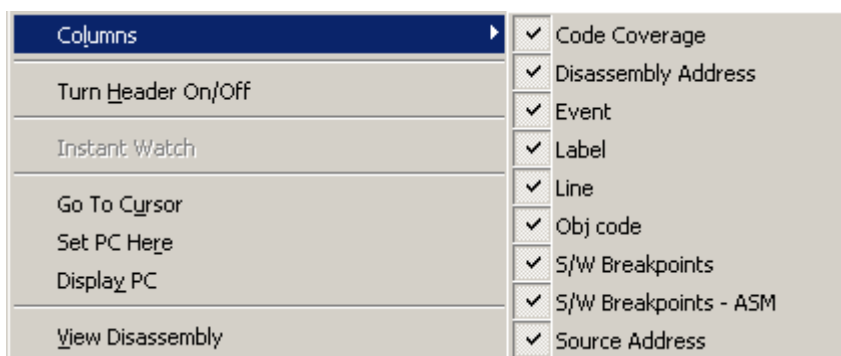 Columns
Turn Header On/Off
Instant Watch
Go To Cursor
Set PC Here
Display PC
View Disassembly
Code Coverage
Disassembly Address
Event
Label
Line
Obj code
S/W Breakpoints
S/W Breakpoints - ASM
Source Address